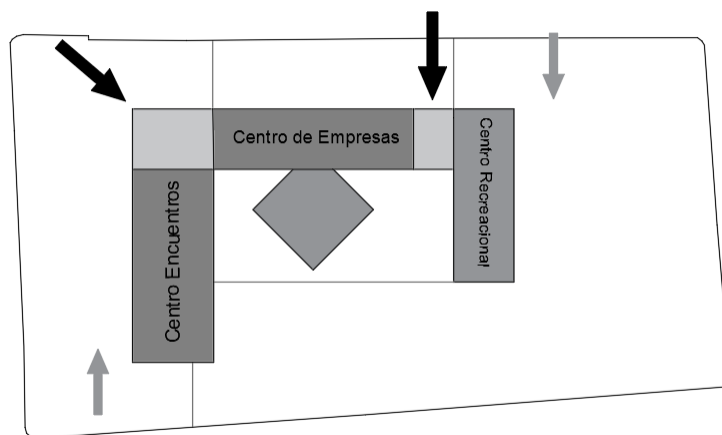 Centro de Empresas
Centro Recreacional
Centro Encuentros